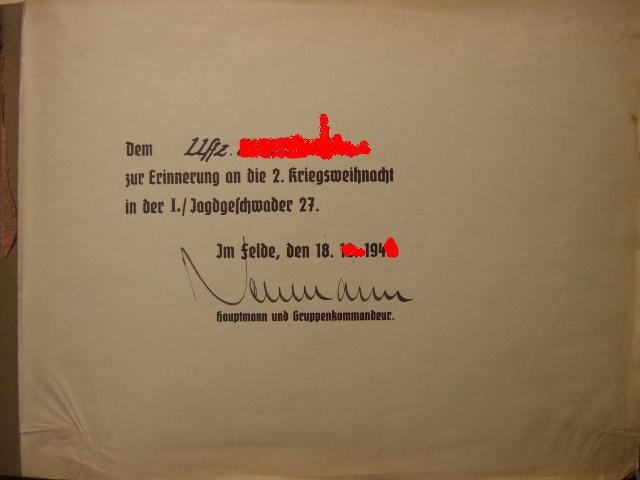 dem Uffz.
zur Erinnerung an die 2. Kriegsweihnacht
in der I./Jagdgeschwader 27.
Im Felde, den 18. 194
Neumann
Hauptmann und Gruppenkommandeur.